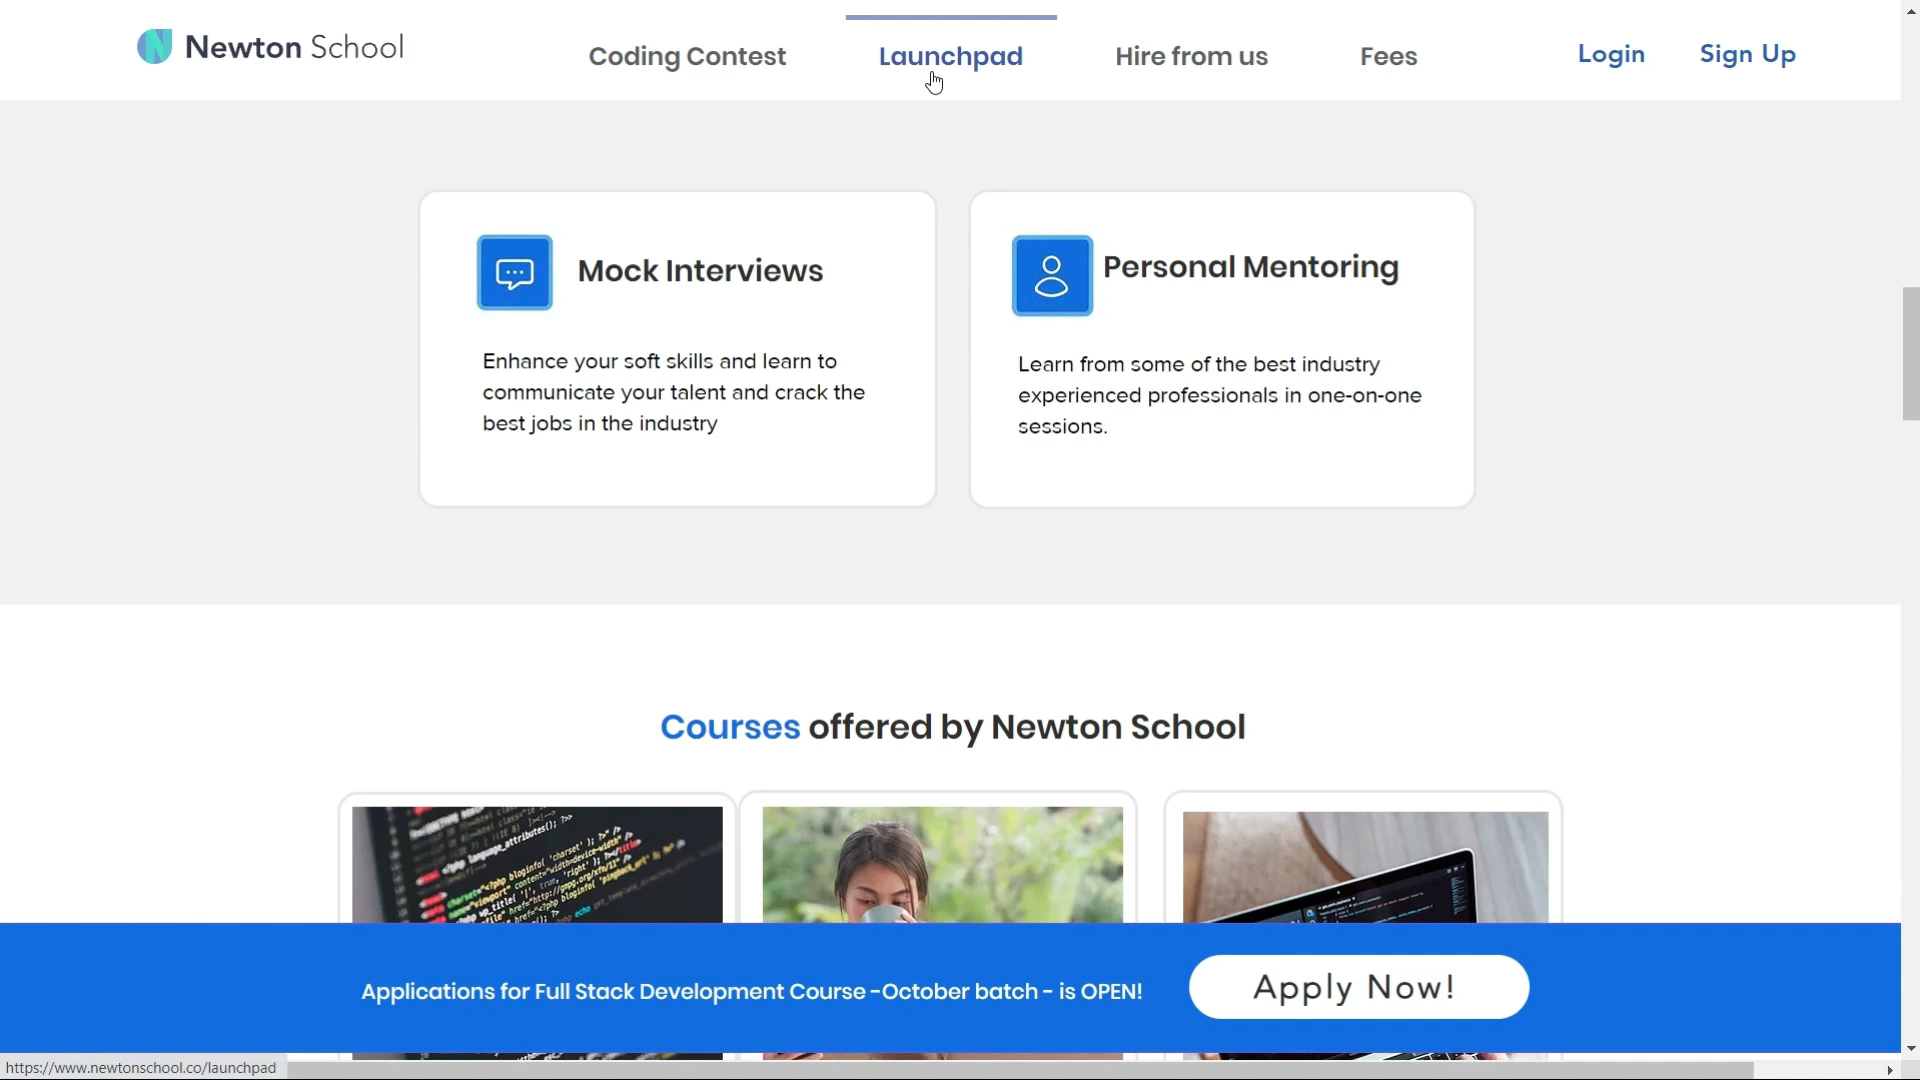 Newton School
Coding Contest
Launchpad
Hire from us
Fees
Login
Sign Up
Mock Interviews
Enhance your soft skills and learn to
communicate your talent and crack the
best jobs in the industry
Personal Mentoring
Learn from some of the best industry
experienced professionals in one-on-one
sessions.
Courses offered by Newton School
Applications for Full Stack Development Course -October batch - is OPEN!
Apply Now!
https://www.newtonschool.co/launchpad